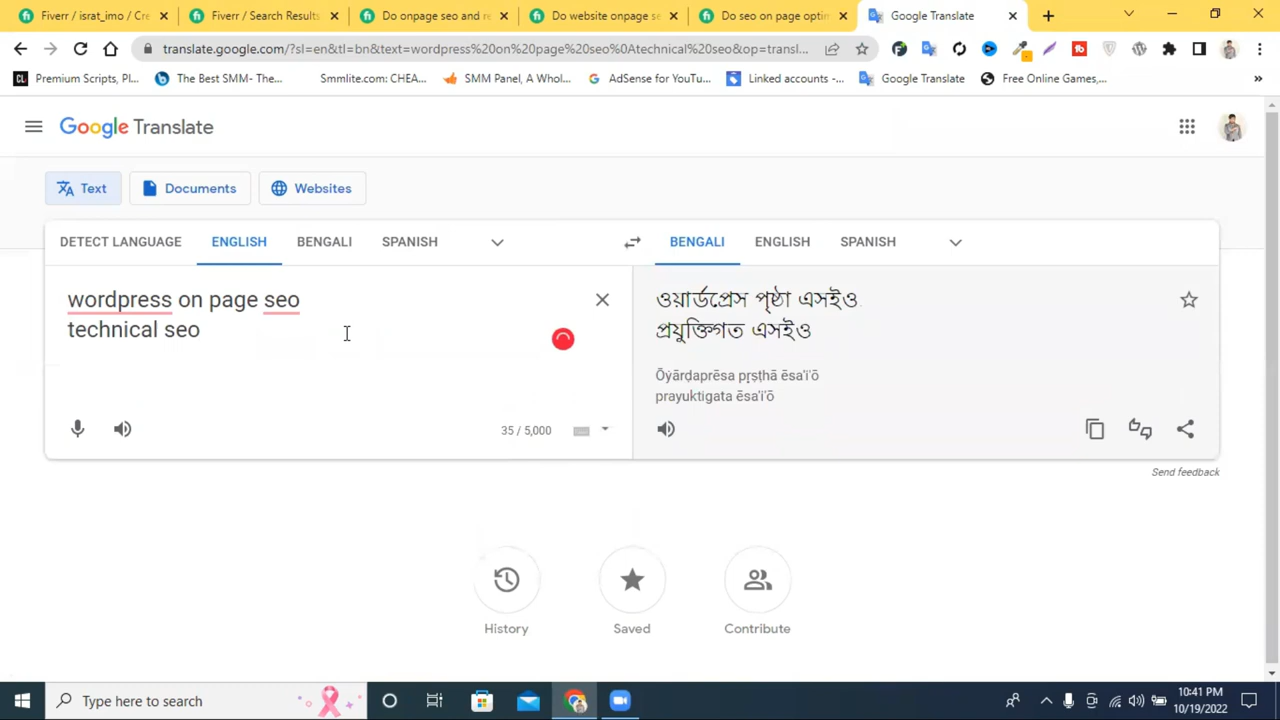 Fiverr / israt_imo / Cre
Fiverr / Search Results
Do onpage seo and re
Do website onpage se
Do seo on page optin
Google Translate
translate.google.com/?sl=en&tl=bn&text=wordpress%20on%20page%20seo%0Atechnical%20seo&op=transl...
Premium Scripts, Pl...
The Best SMM- The...
Smmlite.com: CHEA...
SMM Panel, A Whol...
AdSense for YouTu...
Linked accounts -...
Google Translate
Free Online Games,...
»
Google Translate
Text
Documents
Websites
DETECT LANGUAGE
ENGLISH
BENGALI
SPANISH
BENGALI
ENGLISH
SPANISH
wordpress on page seo
technical seo
35 / 5,000
ওয়ার্ডপ্রেস পৃষ্ঠা এসইও
প্রযুক্তিগত এসইও
Ōẏārḍaprēsa pr̥ṣṭhā ēsa'i'ō
prayuktigata ēsa'i'ō
Send feedback
History
Saved
Contribute
Type here to search
10:41 PM
10/19/2022